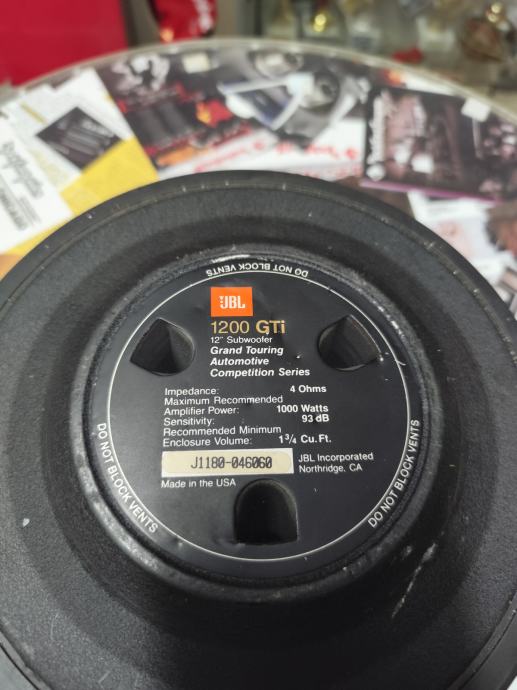 DO NOT BLOCK VENTS
JBL
1200 GTi
12" Subwoofer
Grand Touring
Automotive
Competition Series
Impedance: 4 Ohms
Maximum Recommended
Amplifier Power: 1000 Watts
Sensitivity: 93 dB
Recommended Minimum
Enclosure Volume: 1 3/4 Cu. Ft.
J1180-046060
JBL Incorporated
Northridge, CA
Made in the USA
DO NOT BLOCK VENTS
DO NOT BLOCK VENTS